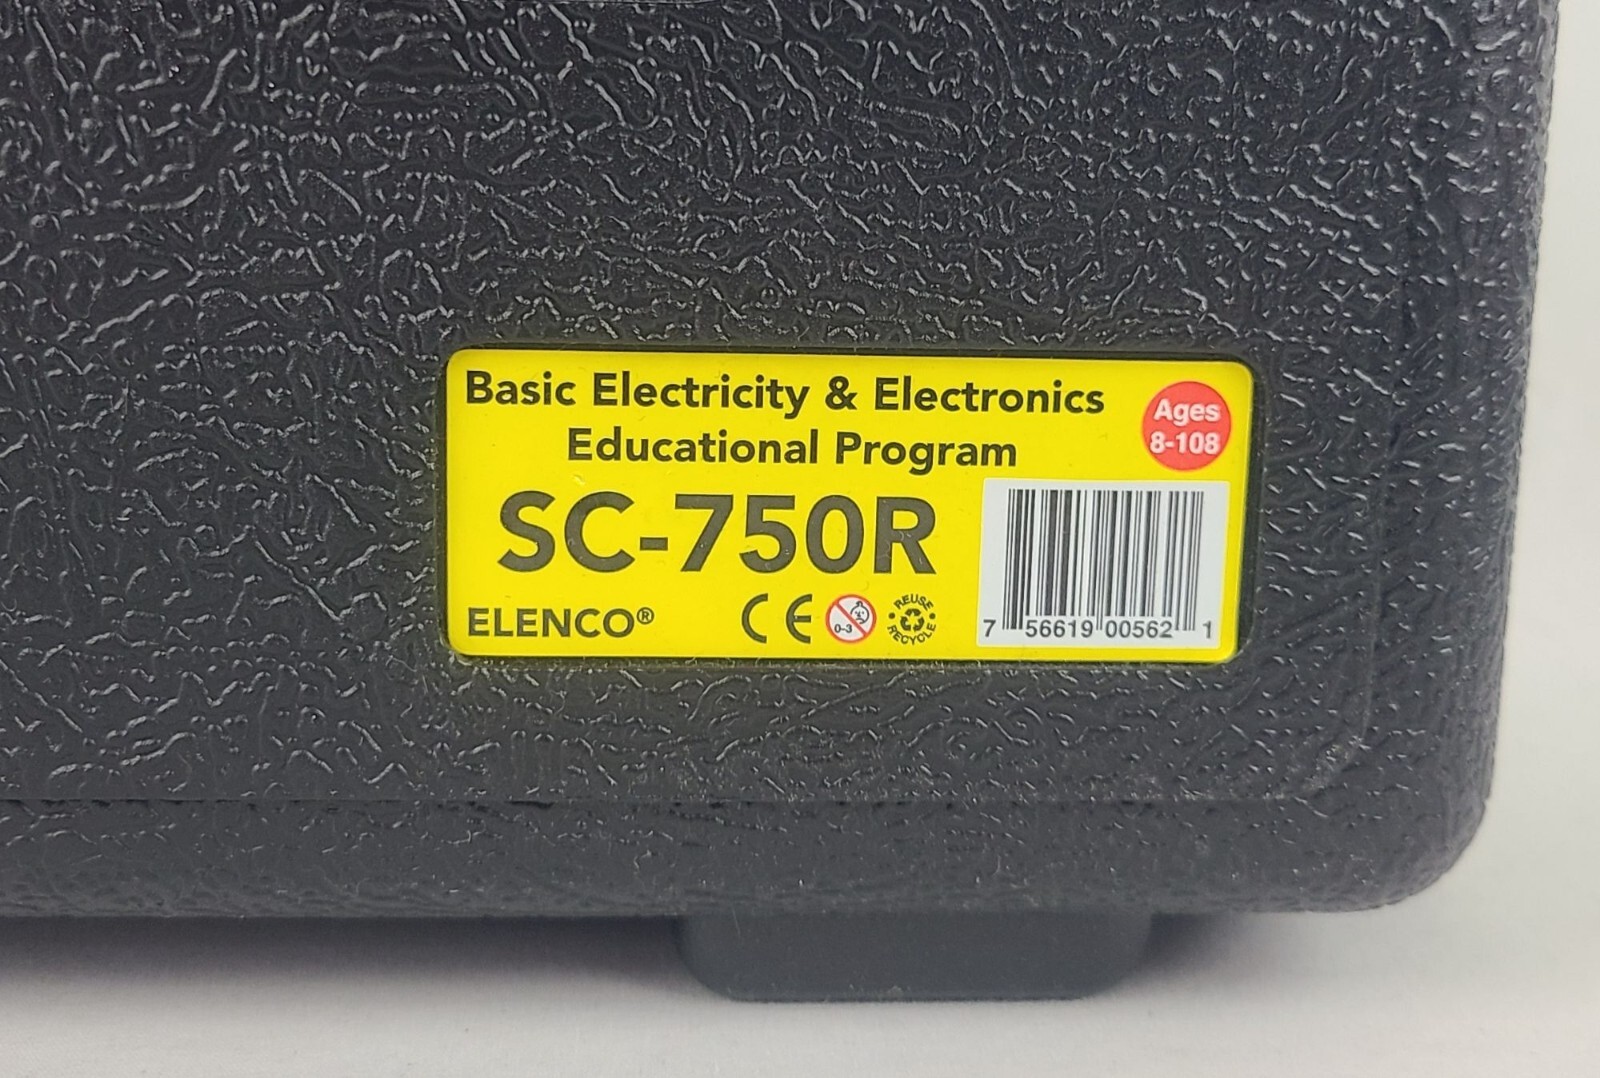 Basic Electricity & Electronics
Educational Program
Ages
8-108
SC-750R
ELENCO®
CE
0-3
REUSE
RECYCLE
7 56619 00562 1